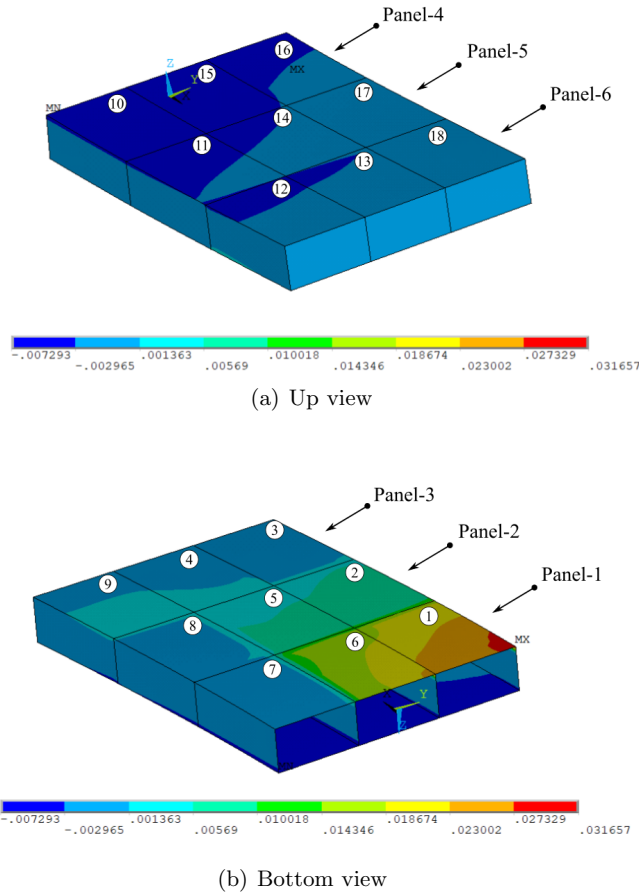 Panel-4
Panel-5
Panel-6
Z
Y
MN
MX
16
15
10
17
14
18
11
13
12
-.007293 .001363 .010018 .018674 .027329
-.002965 .00569 .014346 .023002 .031657
(a) Up view
Panel-3
Panel-2
Panel-1
3
4
2
9
5
1
8
6
7
MX
X
Y
Z
-.007293 .001363 .010018 .018674 .027329
-.002965 .00569 .014346 .023002 .031657
(b) Bottom view